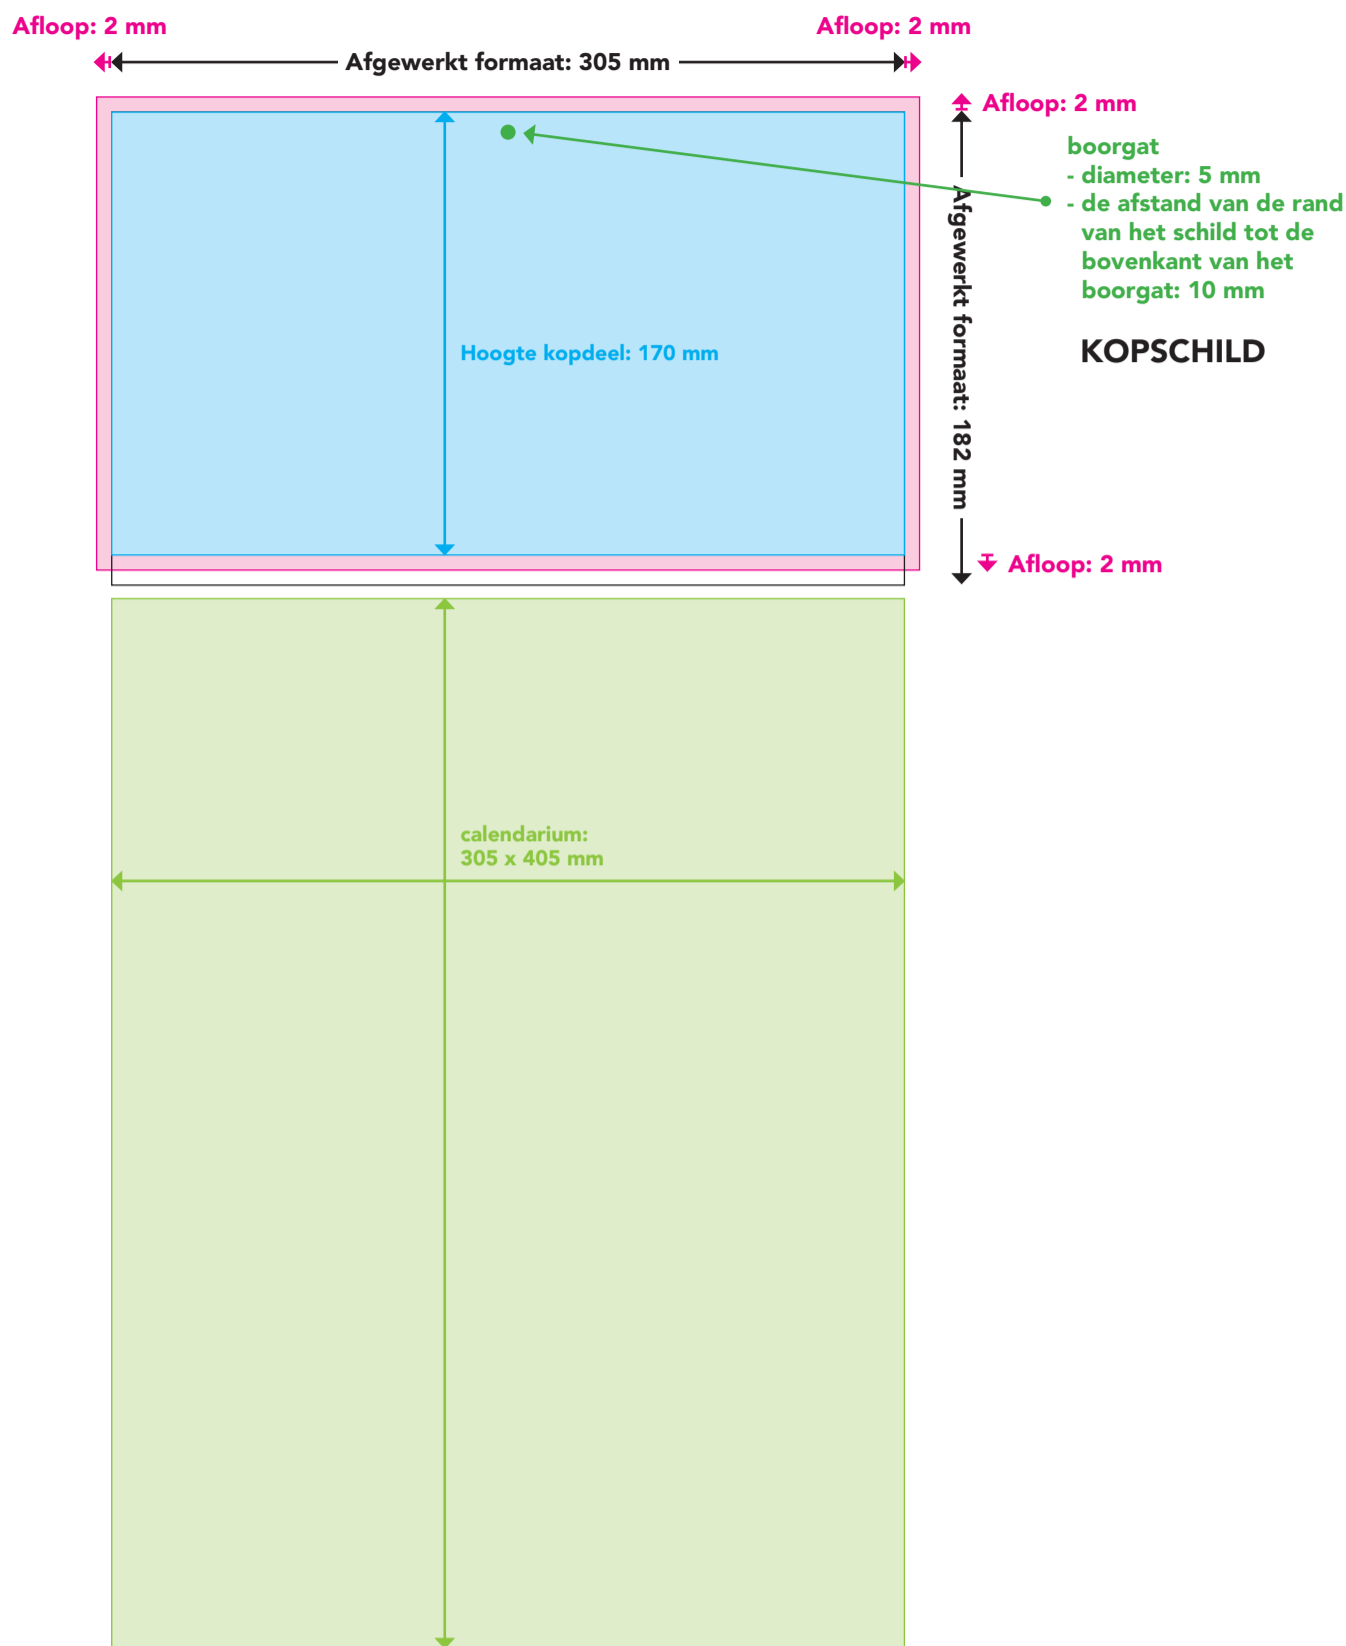 Afloop: 2 mm
Afloop: 2 mm
Afgewerkt formaat: 305 mm
Afloop: 2 mm
boorgat
- diameter: 5 mm
- de afstand van de rand
van het schild tot de
bovenkant van het
boorgat: 10 mm
Afgewerkt formaat: 182 mm
Hoogte kopdeel: 170 mm
KOPSCHILD
Afloop: 2 mm
calendarium:
305 x 405 mm